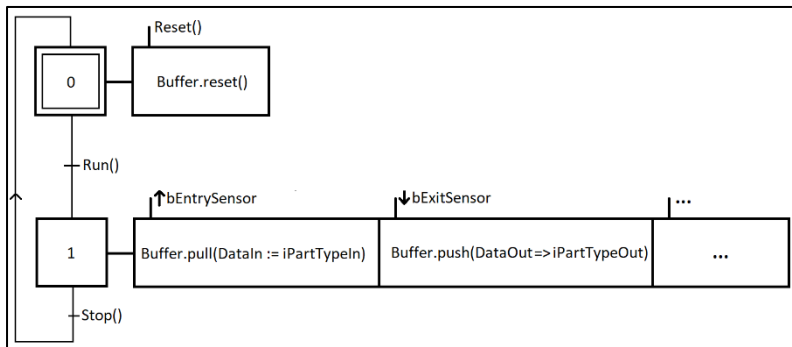 Reset()
0
Buffer.reset()
Run()
↑bEntrySensor
↓bExitSensor
...
1
Buffer.pull(DataIn := iPartTypeIn)
Buffer.push(DataOut=>iPartTypeOut)
...
Stop()